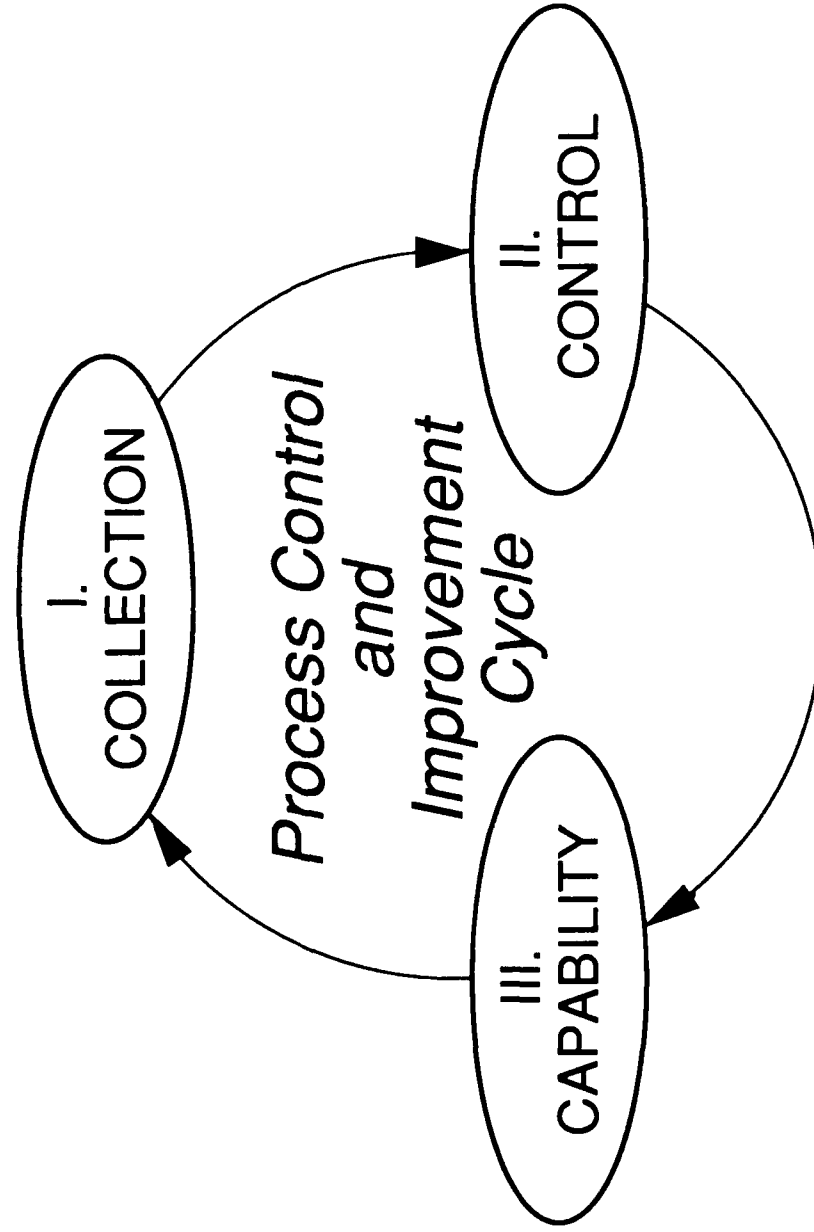 I.
COLLECTION
Process Control
and
Improvement
Cycle
III.
CAPABILITY
II.
CONTROL